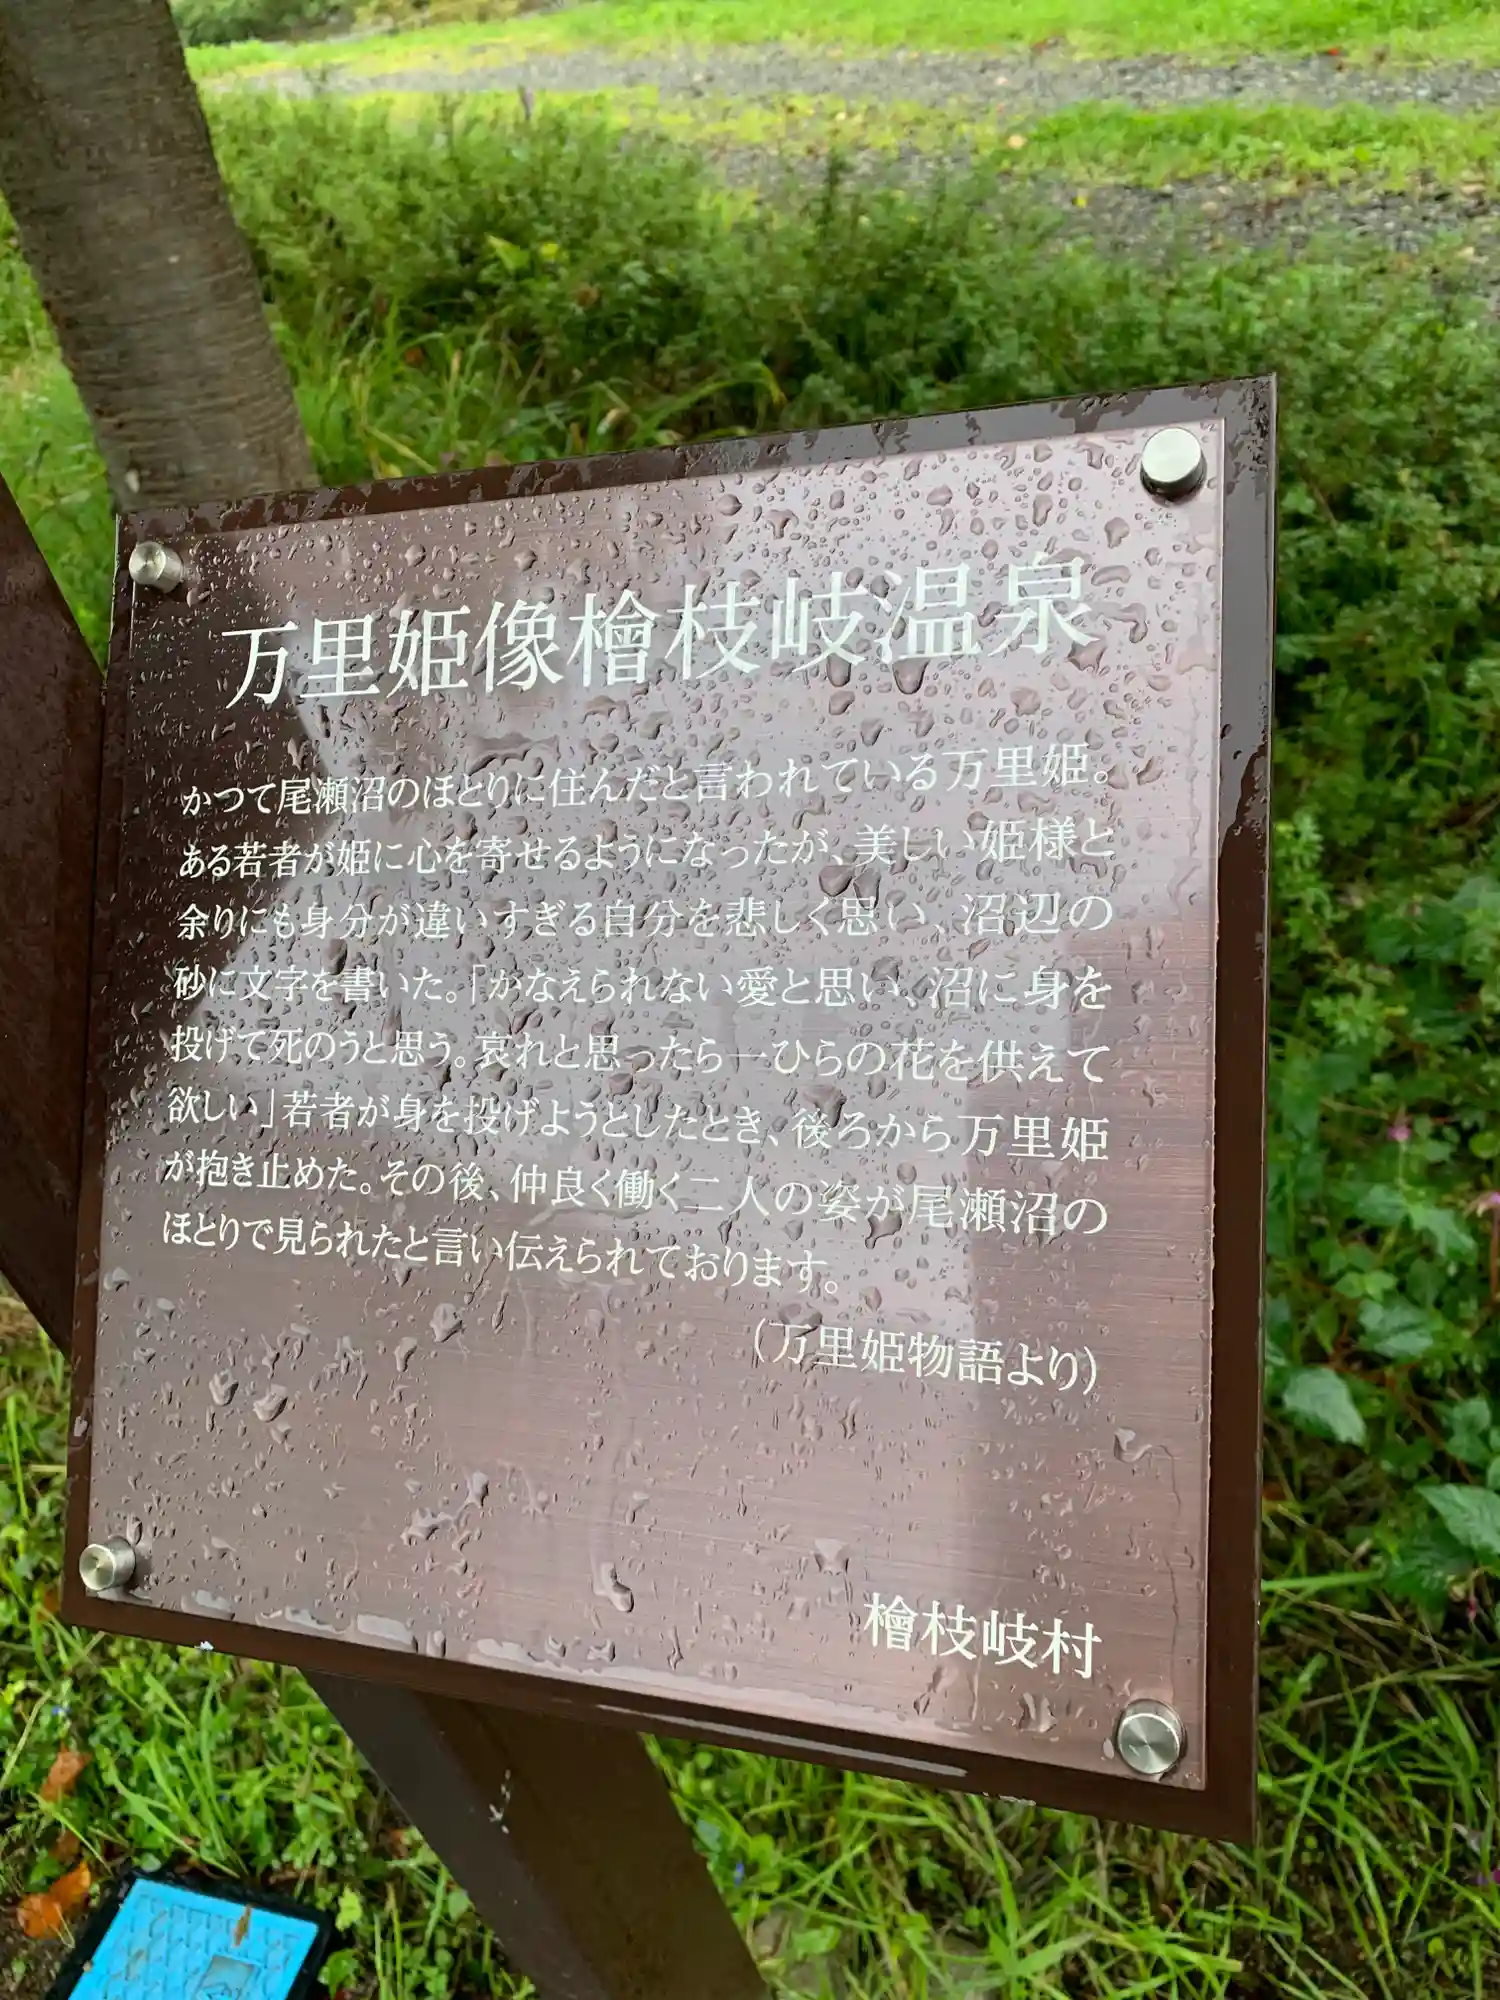 万里姫像檜枝岐温泉
かつて尾瀬沼のほとりに住んだと言われている万里姫。
ある若者が姫に心を寄せるようになったが、美しい姫様と
余りにも身分が違いすぎる自分を悲しく思い、沼辺の
砂に文字を書いた。「かなえられない愛と思い、沼に身を
投げて死のうと思う。哀れと思ったら一ひらの花を供えて
欲しい」若者が身を投げようとしたとき、後ろから万里姫
が抱き止めた。その後、仲良く働く二人の姿が尾瀬沼の
ほとりで見られたと言い伝えられております。
(万里姫物語より)
檜枝岐村